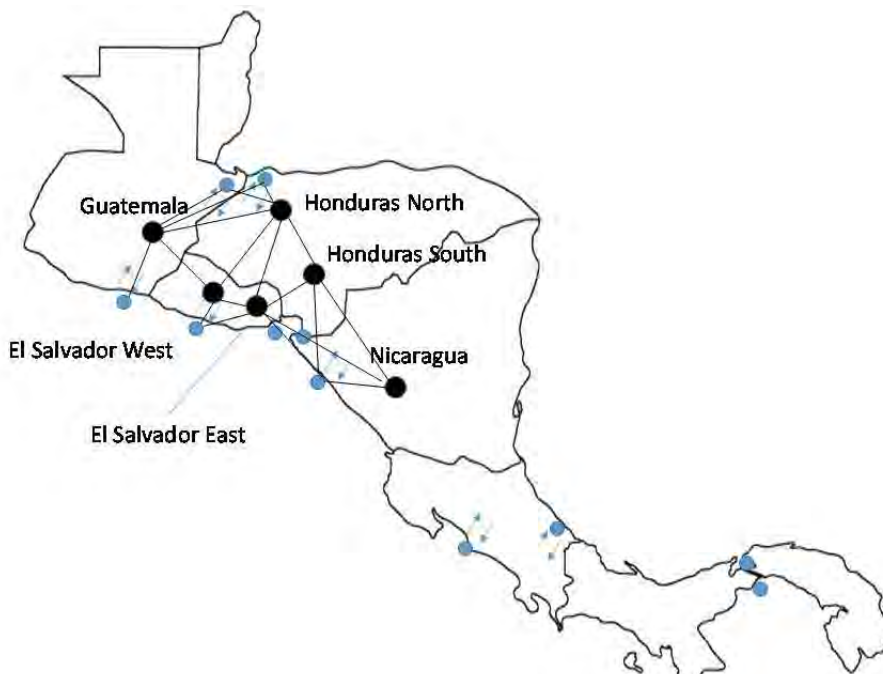 Guatemala
Honduras North
Honduras South
El Salvador West
Nicaragua
El Salvador East